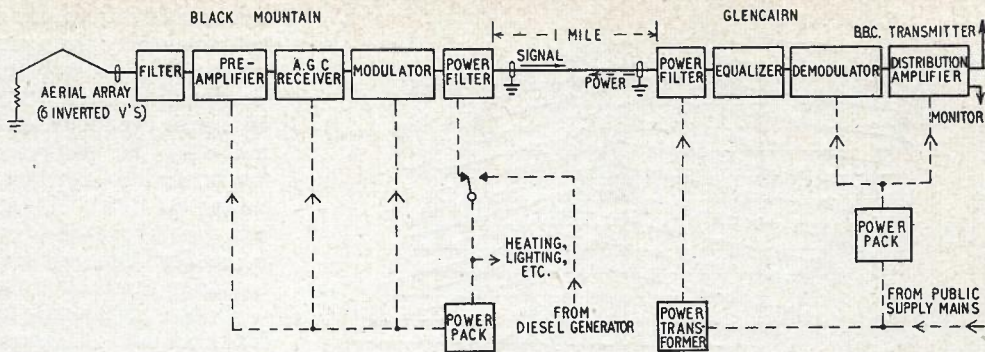 BLACK MOUNTAIN
GLENCAIRN
1 MILE
SIGNAL
POWER
B.B.C. TRANSMITTER
FILTER
PRE-
AMPLIFIER
A.G.C
RECEIVER
MODULATOR
POWER
FILTER
POWER
FILTER
EQUALIZER
DEMODULATOR
DISTRIBUTION
AMPLIFIER
MONITOR
AERIAL ARRAY
(6 INVERTED V'S)
HEATING,
LIGHTING,
ETC.
POWER
PACK
FROM
DIESEL GENERATOR
POWER
TRANS-
FORMER
POWER
PACK
FROM PUBLIC
SUPPLY MAINS